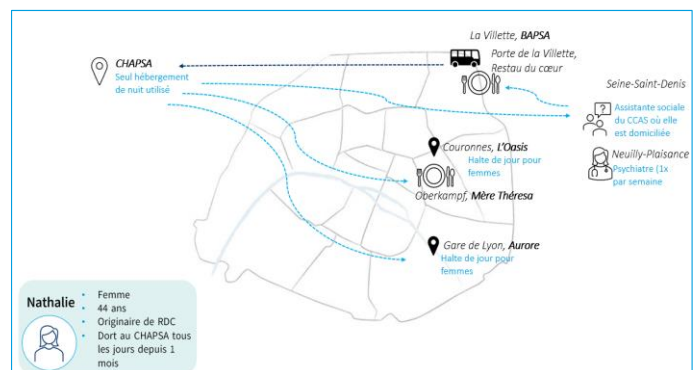 La Villette, BAPSA
CHAPSA
Seul hébergement
de nuit utilisé
Porte de la Villette,
Restau du cœur
Seine-Saint-Denis
Assistante sociale
du CCAS où elle
est domiciliée
Neuilly-Plaisance
Psychiatre (1x
par semaine
Couronnes, L'Oasis
Halte de jour pour
femmes
Oberkampf, Mère Thérésa
Gare de Lyon, Aurore
Halte de jour pour
femmes
Nathalie
• Femme
• 44 ans
• Originaire de RDC
• Dort au CHAPSA tous
les jours depuis 1
mois